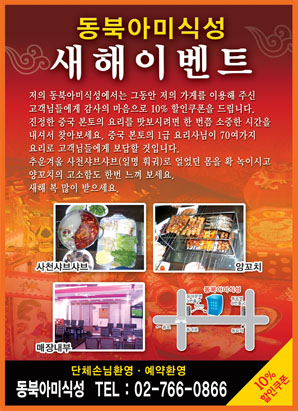 동북아미식성
새해이벤트
저의 동북아미식성에서는 그동안 저의 가게를 이용해 주신
고객님들에게 감사의 마음으로 10% 할인쿠폰을 드립니다.
진정한 중국 본토의 요리를 맛보시려면 한 번쯤 소중한 시간을
내셔서 찾아보세요. 중국 본토의 1급 요리사님이 70여가지
요리로 고객님들에게 보답할 것입니다.
추운겨울 사천샤브샤브(일명 훠궈)로 얼었던 몸을 확 녹이시고
양꼬치의 고소함도 한번 느껴 보세요.
새해 복 많이 받으세요.
사천샤브샤브
양꼬치
매장내부
동북아미식성
단체손님환영 · 예약환영
동북아미식성 TEL : 02-766-0866
10%
할인쿠폰